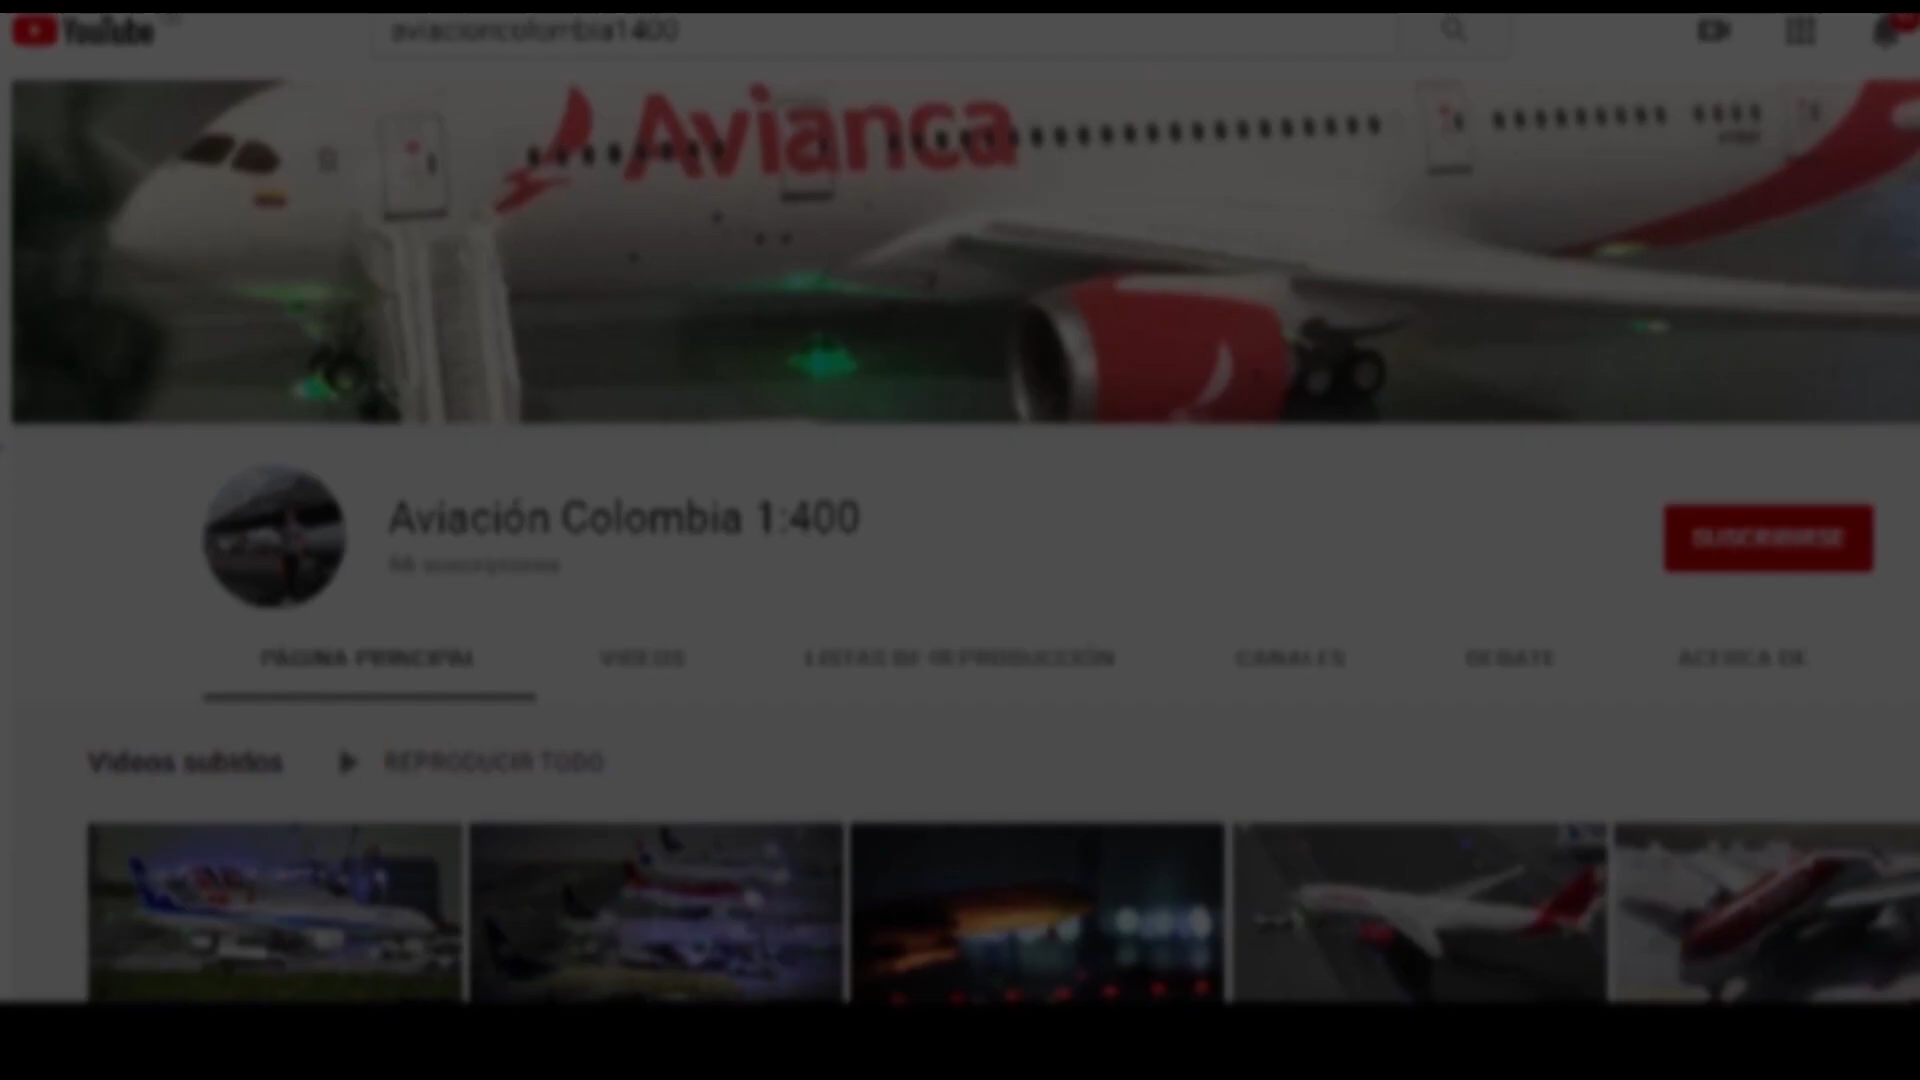 YouTube
aviacioncolombia1400
Avianca
Aviación Colombia 1:400
SUSCRIBIRSE
PÁGINA PRINCIPAL
VIDEOS
LISTAS DE REPRODUCCIÓN
CANALES
DEBATE
ACERCA DE
Videos subidos
REPRODUCIR TODO